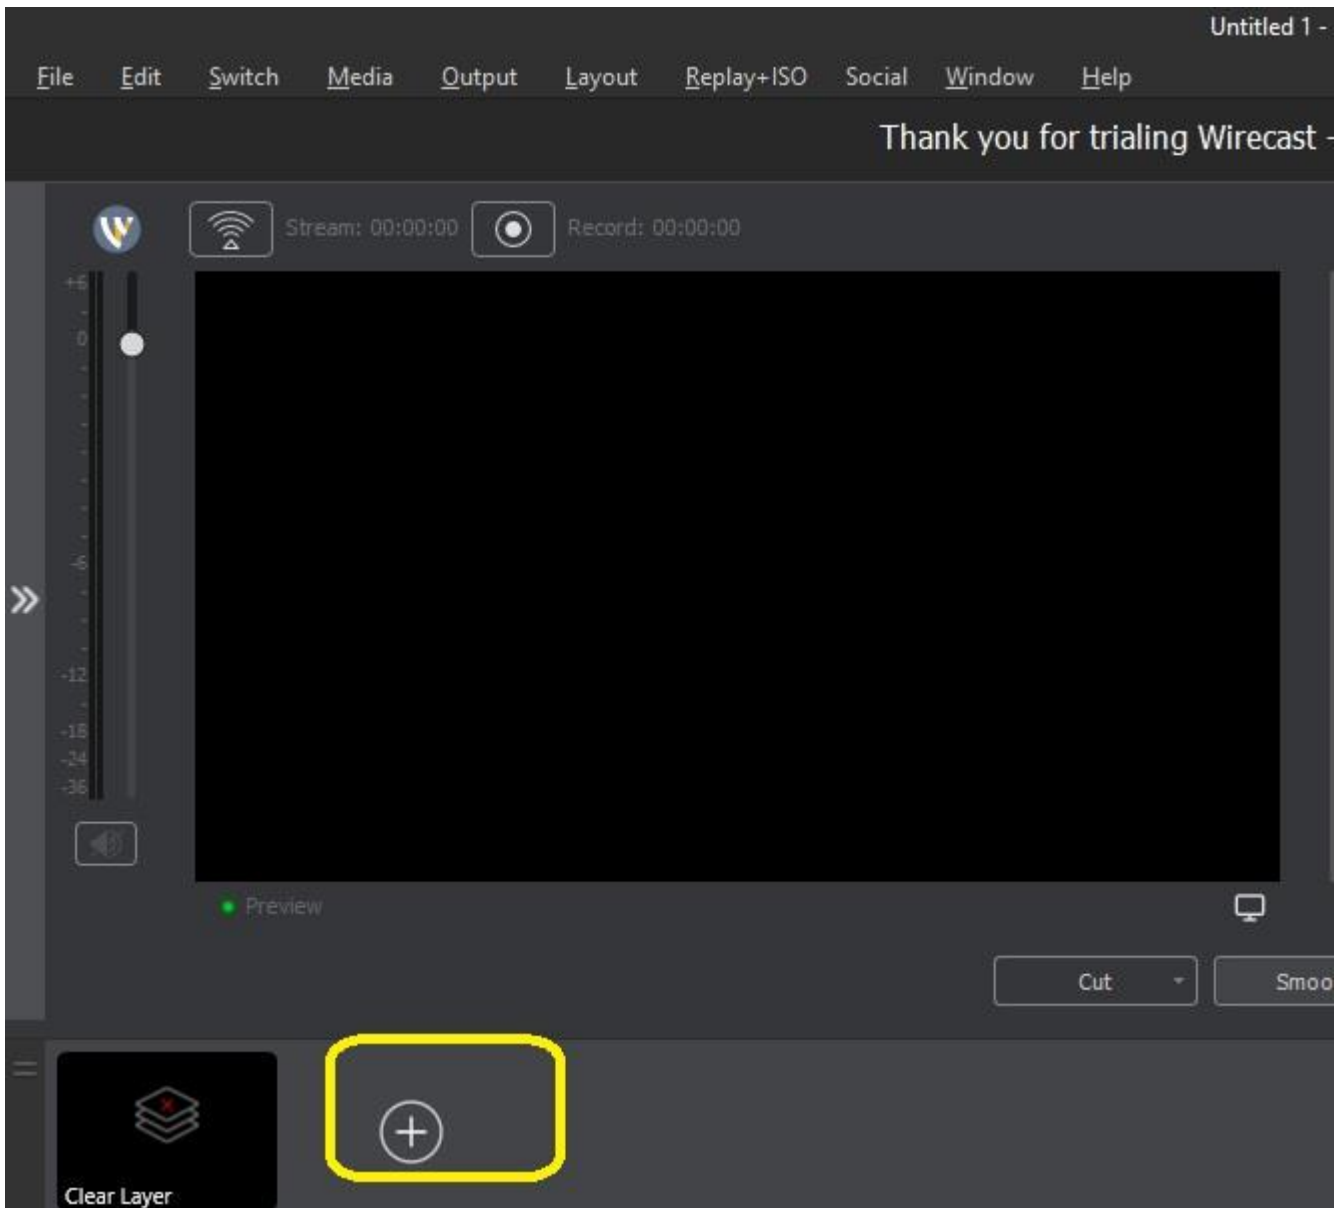 Untitled 1 -
File Edit Switch Media Output Layout Replay+ISO Social Window Help
Thank you for trialing Wirecast -
Stream: 00:00:00 Record: 00:00:00
+6
0
-6
-12
-18
-24
-36
Preview
Cut Smoo
Clear Layer